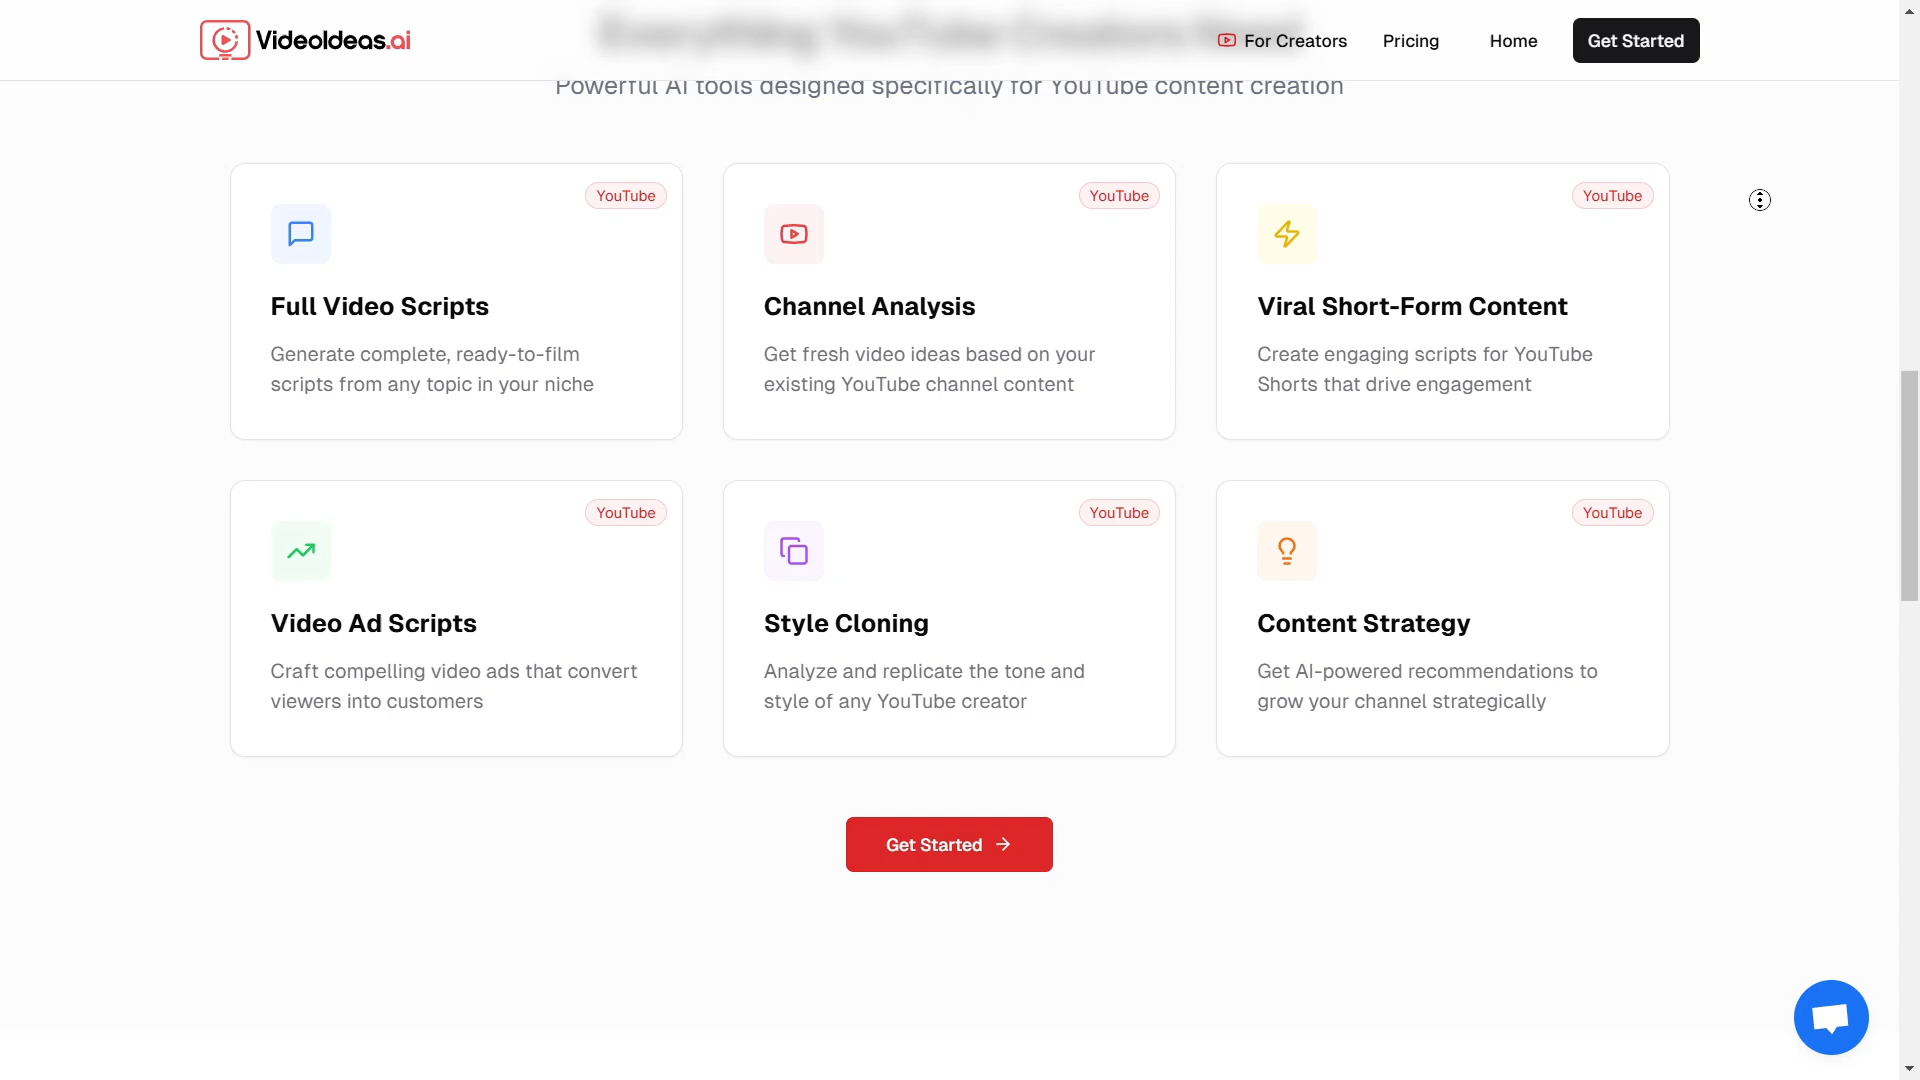 VideoIdeas.ai
For Creators
Pricing
Home
Get Started
Everything YouTube Creators Need
Powerful AI tools designed specifically for YouTube content creation
YouTube
Full Video Scripts
Generate complete, ready-to-film
scripts from any topic in your niche
YouTube
Channel Analysis
Get fresh video ideas based on your
existing YouTube channel content
YouTube
Viral Short-Form Content
Create engaging scripts for YouTube
Shorts that drive engagement
YouTube
Video Ad Scripts
Craft compelling video ads that convert
viewers into customers
YouTube
Style Cloning
Analyze and replicate the tone and
style of any YouTube creator
YouTube
Content Strategy
Get AI-powered recommendations to
grow your channel strategically
Get Started